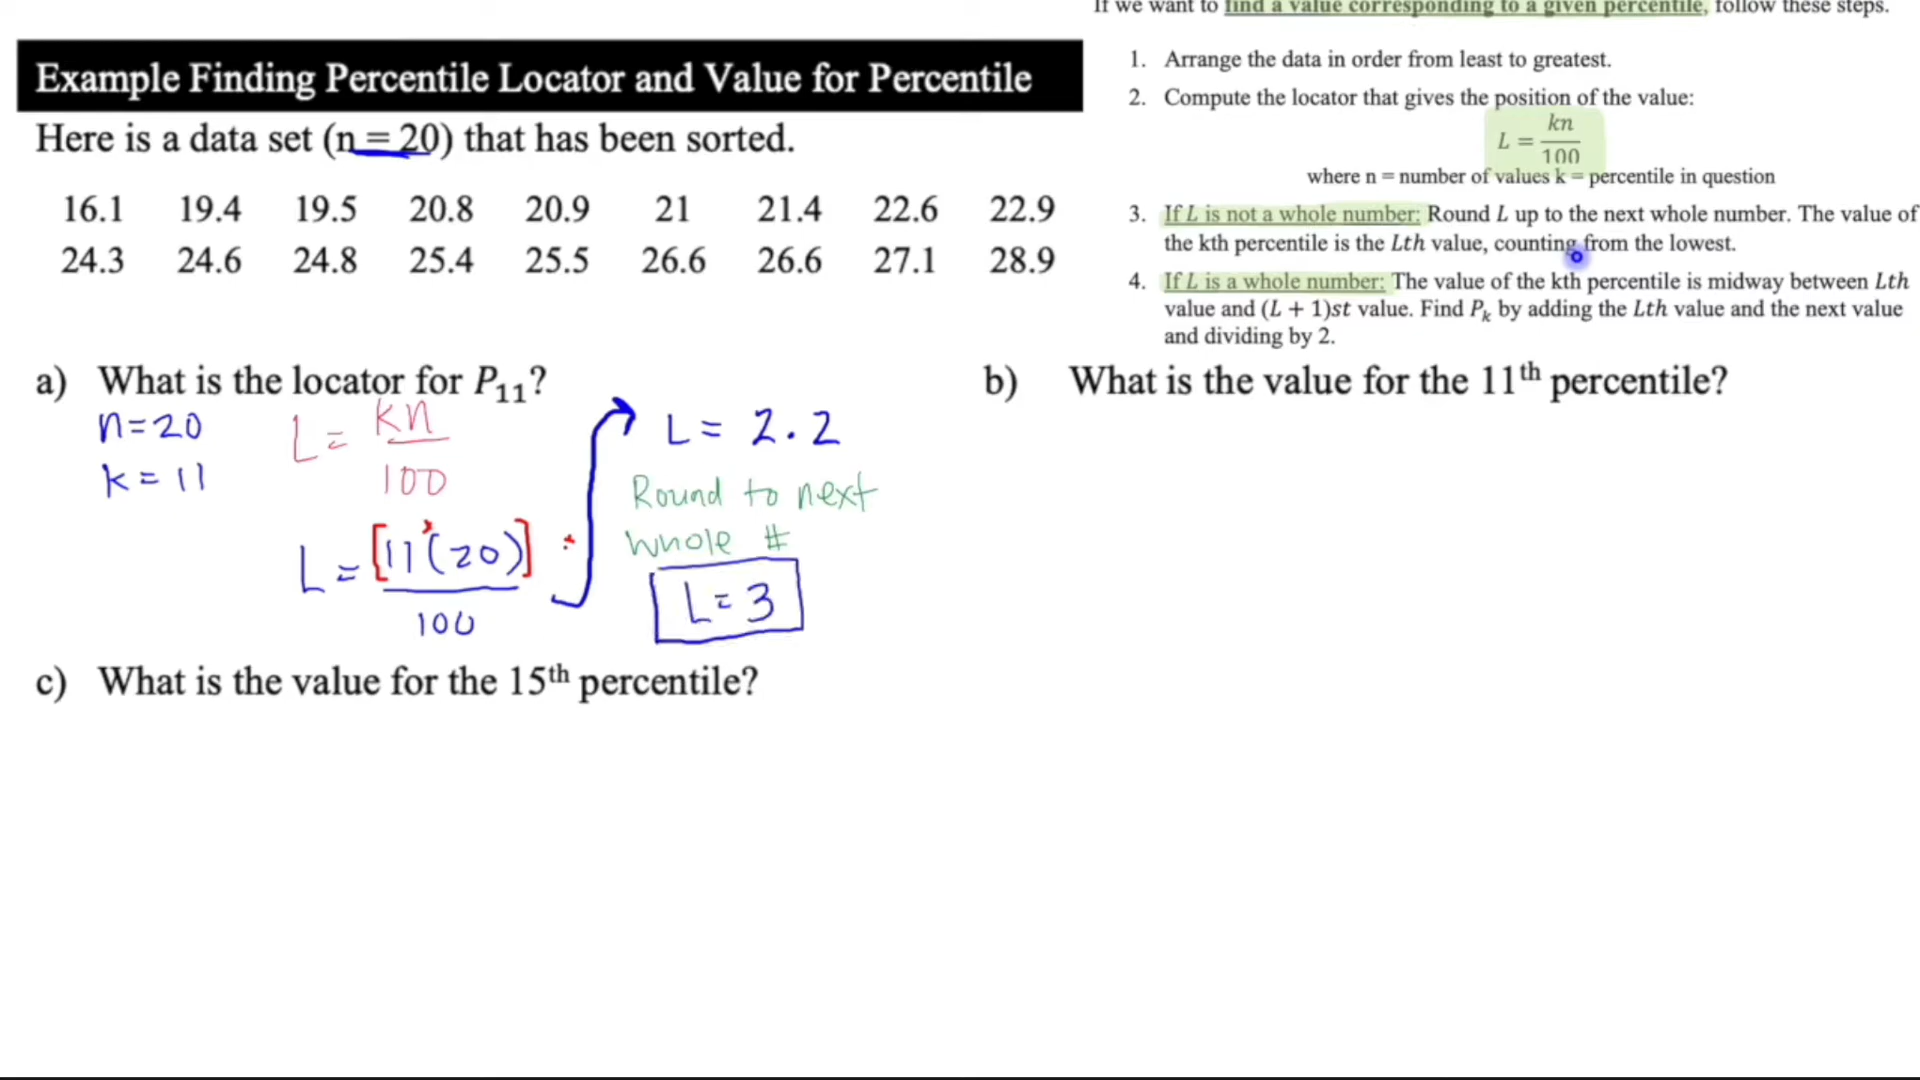 If we want to find a value corresponding to a given percentile, follow these steps.
Example Finding Percentile Locator and Value for Percentile
Here is a data set (n = 20) that has been sorted.
16.1 19.4 19.5 20.8 20.9 21 21.4 22.6 22.9
24.3 24.6 24.8 25.4 25.5 26.6 26.6 27.1 28.9
1. Arrange the data in order from least to greatest.
2. Compute the locator that gives the position of the value:
L = kn/100
where n = number of values k = percentile in question
3. If L is not a whole number: Round L up to the next whole number. The value of
the kth percentile is the Lth value, counting from the lowest.
4. If L is a whole number: The value of the kth percentile is midway between Lth
value and (L + 1)st value. Find Pₖ by adding the Lth value and the next value
and dividing by 2.
a) What is the locator for P₁₁?
n=20
k=11
L= kn/100
L= [11(20)]/100 ÷
L= 2.2
Round to next
whole #
L=3
b) What is the value for the 11th percentile?
c) What is the value for the 15th percentile?